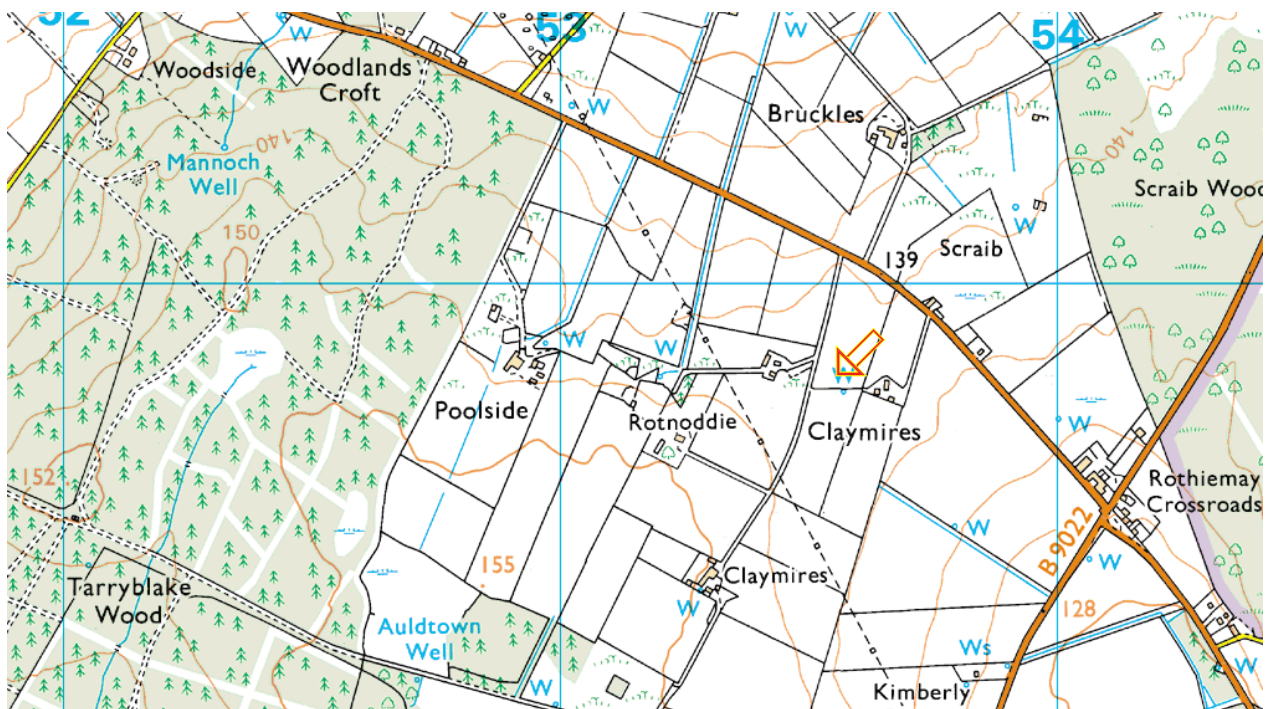 52
53
54
W
W
Woodside
Woodlands
Croft
W
Bruckles
Mannoch
Well
140
140
Scraib Wood
W
150
Scraib
139
W
W
W
Poolside
Rotnoddie
Claymires
W
152
Rothiemay
Crossroads
W
B 9022
155
Claymires
W
W
Tarryblake
Wood
128
Auldtown
Well
Ws
W
W
Kimberly